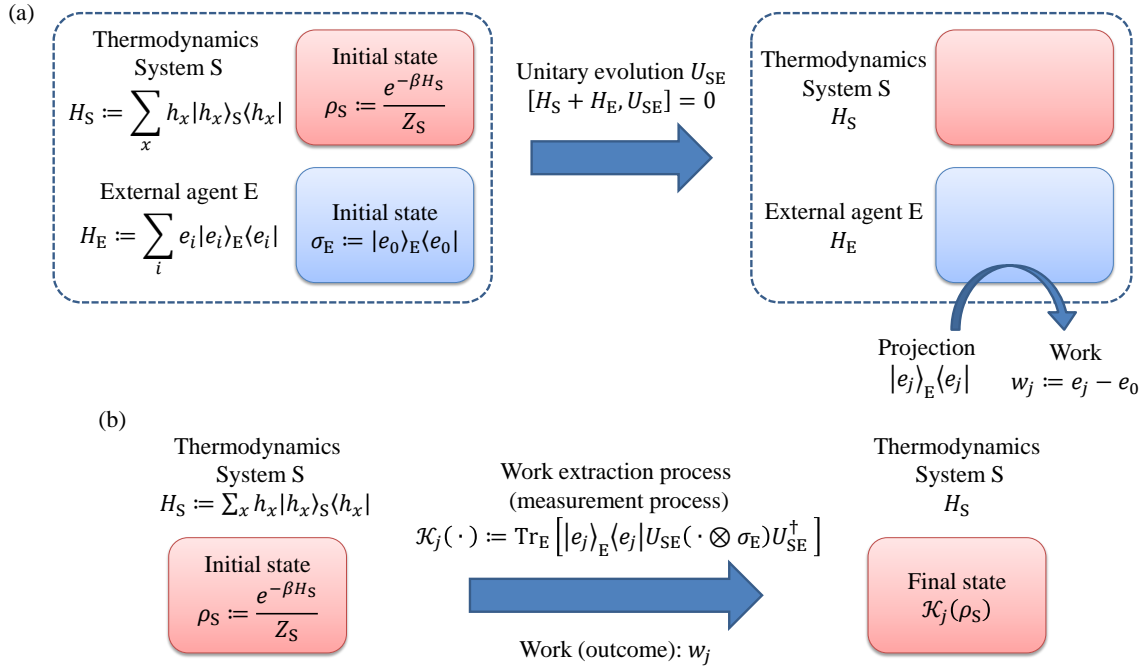 (a)
Thermodynamics
System S
H_S ≔ ∑_x h_x|h_x⟩_S⟨h_x|
Initial state
ρ_S ≔ e^{−βH_S}/Z_S
External agent E
H_E ≔ ∑_i e_i|e_i⟩_E⟨e_i|
Initial state
σ_E ≔ |e_0⟩_E⟨e_0|
Unitary evolution U_SE
[H_S + H_E, U_SE] = 0
Thermodynamics
System S
H_S
External agent E
H_E
Projection
|e_j⟩_E⟨e_j|
Work
w_j ≔ e_j − e_0
(b)
Thermodynamics
System S
H_S ≔ ∑_x h_x|h_x⟩_S⟨h_x|
Initial state
ρ_S ≔ e^{−βH_S}/Z_S
Work extraction process
(measurement process)
𝒦_j( · ) ≔ Tr_E [|e_j⟩_E⟨e_j|U_SE( · ⊗ σ_E)U_SE^†]
Work (outcome): w_j
Thermodynamics
System S
H_S
Final state
𝒦_j(ρ_S)